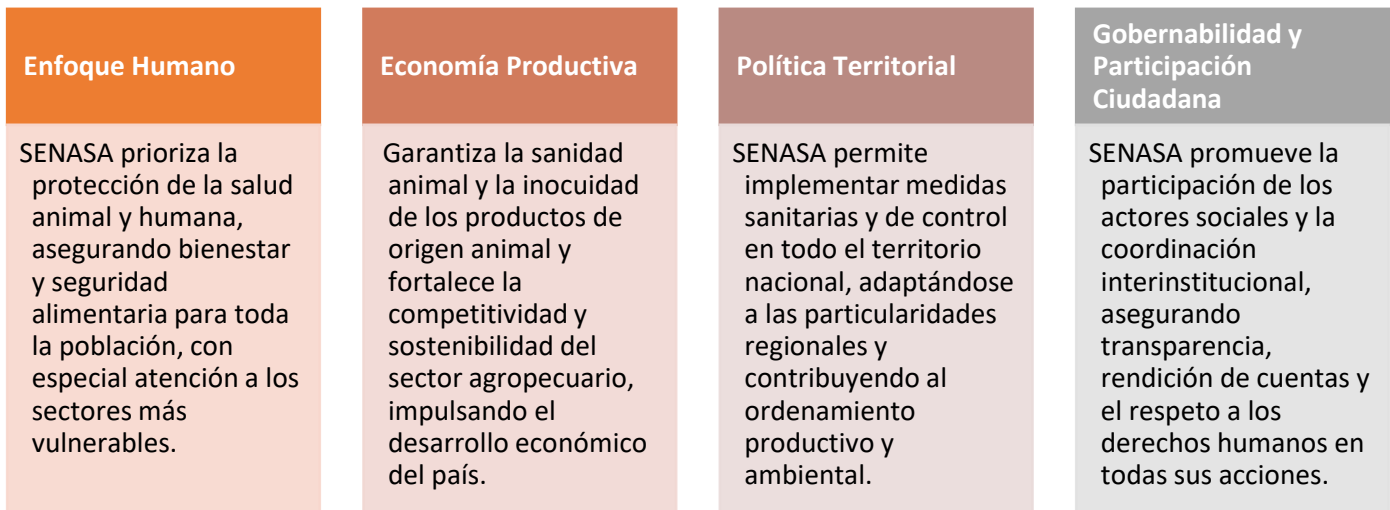 Enfoque Humano
SENASA prioriza la
protección de la salud
animal y humana,
asegurando bienestar
y seguridad
alimentaria para toda
la población, con
especial atención a los
sectores más
vulnerables.
Economía Productiva
Garantiza la sanidad
animal y la inocuidad
de los productos de
origen animal y
fortalece la
competitividad y
sostenibilidad del
sector agropecuario,
impulsando el
desarrollo económico
del país.
Política Territorial
SENASA permite
implementar medidas
sanitarias y de control
en todo el territorio
nacional, adaptándose
a las particularidades
regionales y
contribuyendo al
ordenamiento
productivo y
ambiental.
Gobernabilidad y
Participación
Ciudadana
SENASA promueve la
participación de los
actores sociales y la
coordinación
interinstitucional,
asegurando
transparencia,
rendición de cuentas y
el respeto a los
derechos humanos en
todas sus acciones.